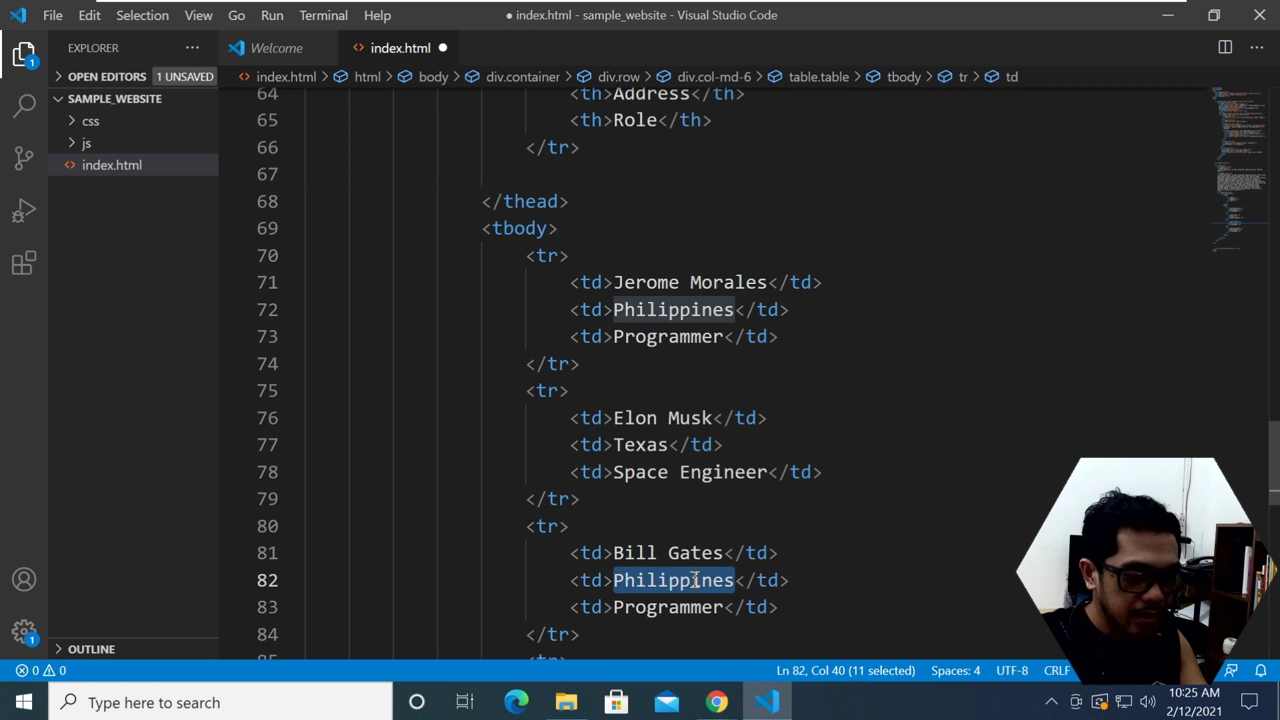 File Edit Selection View Go Run Terminal Help ● index.html - sample_website - Visual Studio Code
EXPLORER ··· Welcome <> index.html ●
OPEN EDITORS 1 UNSAVED
<> index.html > html > body > div.container > div.row > div.col-md-6 > table.table > tbody > tr > td
SAMPLE_WEBSITE
css
js
<> index.html
64 <th>Address</th>
65 <th>Role</th>
66 </tr>
67
68 </thead>
69 <tbody>
70 <tr>
71 <td>Jerome Morales</td>
72 <td>Philippines</td>
73 <td>Programmer</td>
74 </tr>
75 <tr>
76 <td>Elon Musk</td>
77 <td>Texas</td>
78 <td>Space Engineer</td>
79 </tr>
80 <tr>
81 <td>Bill Gates</td>
82 <td>Philippines</td>
83 <td>Programmer</td>
84 </tr>
OUTLINE
1
1
0 0 Ln 82, Col 40 (11 selected) Spaces: 4 UTF-8 CRLF
Type here to search
10:25 AM
2/12/2021